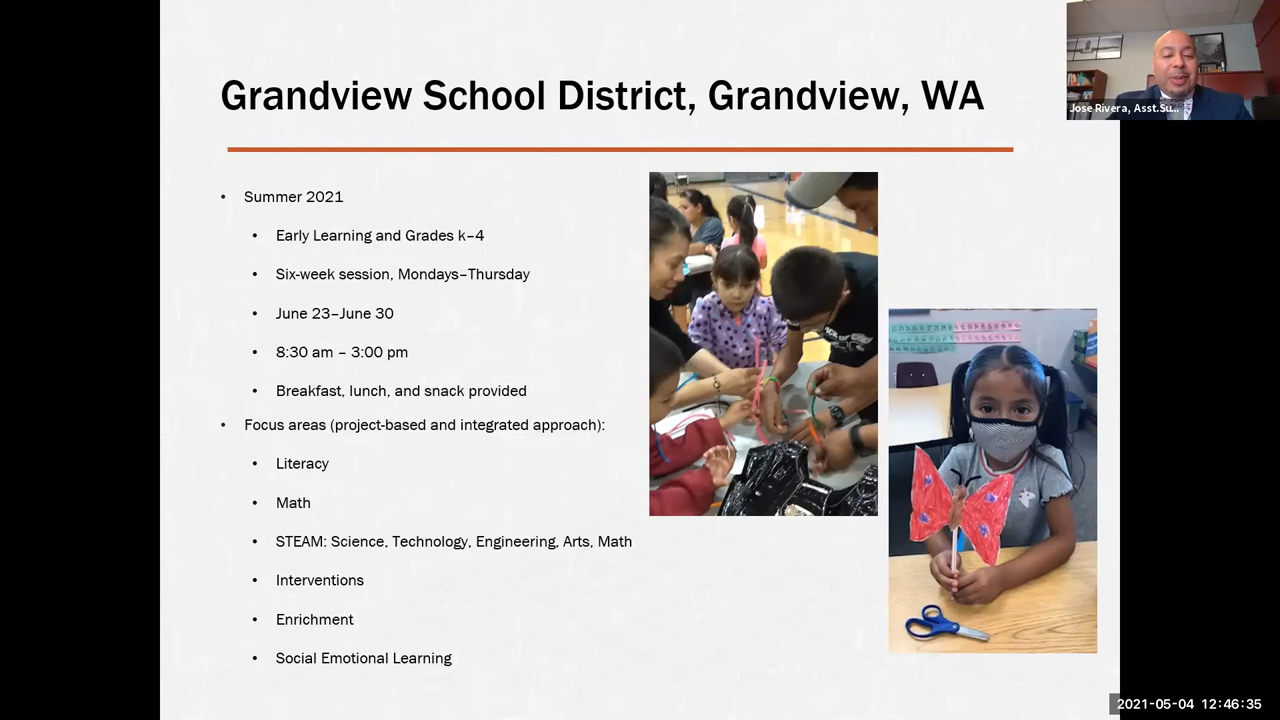 Grandview School District, Grandview, WA
Jose Rivera, Asst.Su...
• Summer 2021
• Early Learning and Grades k–4
• Six-week session, Mondays–Thursday
• June 23–June 30
• 8:30 am – 3:00 pm
• Breakfast, lunch, and snack provided
• Focus areas (project-based and integrated approach):
• Literacy
• Math
• STEAM: Science, Technology, Engineering, Arts, Math
• Interventions
• Enrichment
• Social Emotional Learning
2021-05-04 12:46:35